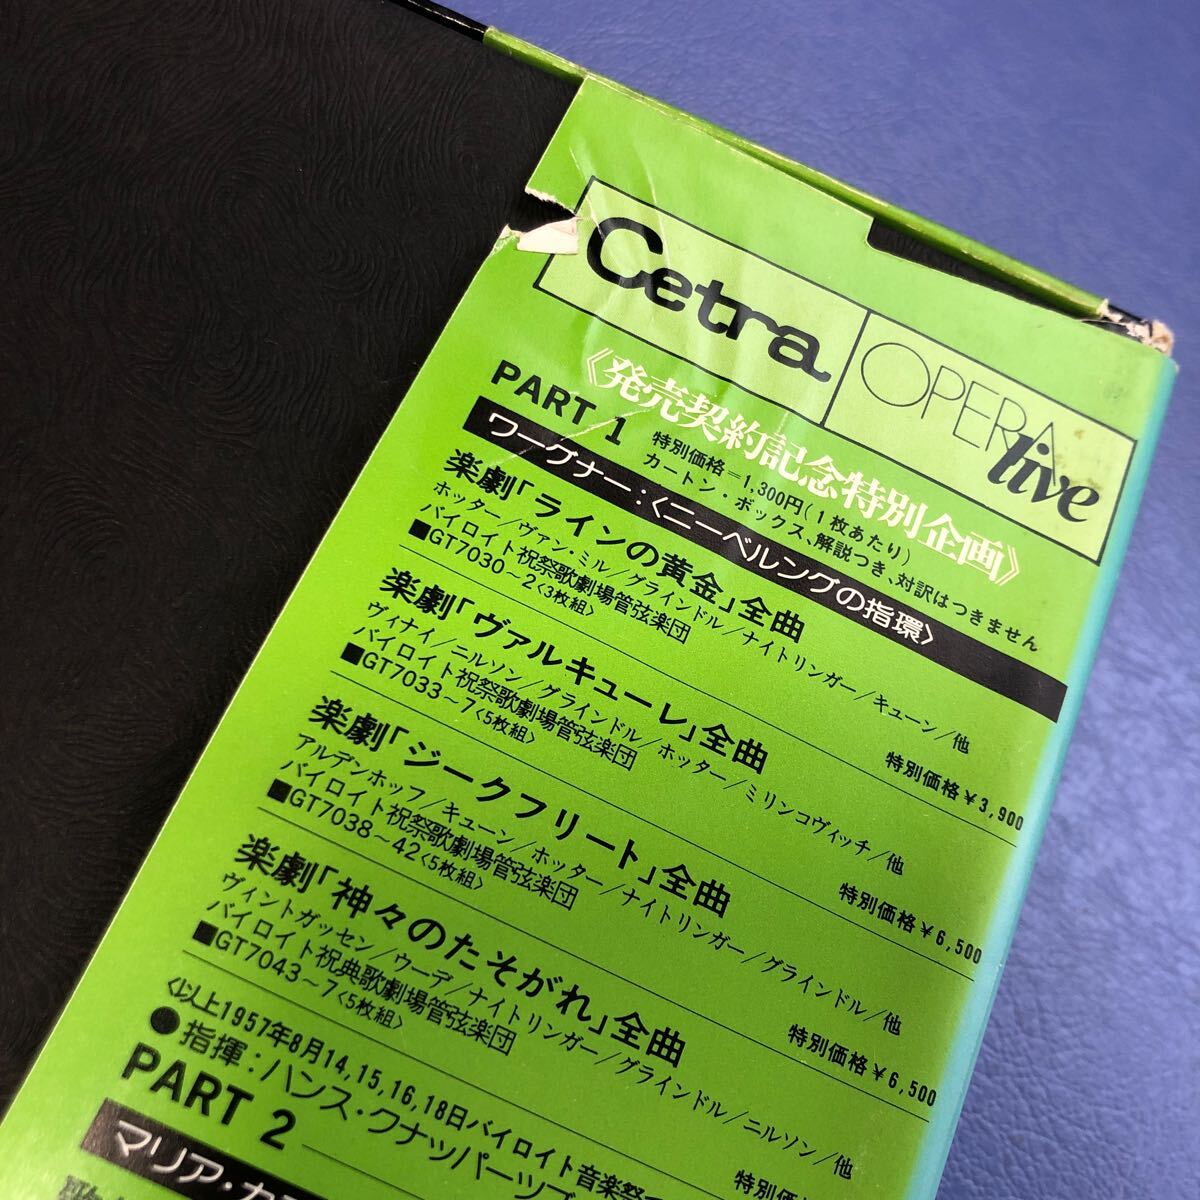 Cetra
OPERA
live
《発売契約記念特別企画》
PART 1
特別価格=1,300円(1枚あたり)
カートン・ボックス、解説つき、対訳はつきません
ワーグナー:〈ニーベルングの指環〉
楽劇「ラインの黄金」全曲
ホッター/ヴァン・ミル/グラインドル/ナイトリンガー/キューン/他
バイロイト祝祭歌劇場管弦楽団
■GT7030〜2〈3枚組〉
特別価格¥3,900
楽劇「ヴァルキューレ」全曲
ヴィナイ/ニルソン/グラインドル/ホッター/ミリンコヴィッチ/他
バイロイト祝祭歌劇場管弦楽団
■GT7033〜7〈5枚組〉
特別価格¥6,500
楽劇「ジークフリート」全曲
アルデンホッフ/キューン/ホッター/ナイトリンガー/グラインドル/他
バイロイト祝祭歌劇場管弦楽団
■GT7038〜42〈5枚組〉
特別価格¥6,500
楽劇「神々のたそがれ」全曲
ヴィントガッセン/ウーデ/ナイトリンガー/グラインドル/ニルソン/他
バイロイト祝典歌劇場管弦楽団
■GT7043〜7〈5枚組〉
特別
〈以上1957年8月14,15,16,18日バイロイト音楽祭
●指揮:ハンス・クナッパーツブ
PART 2
マリア・カ